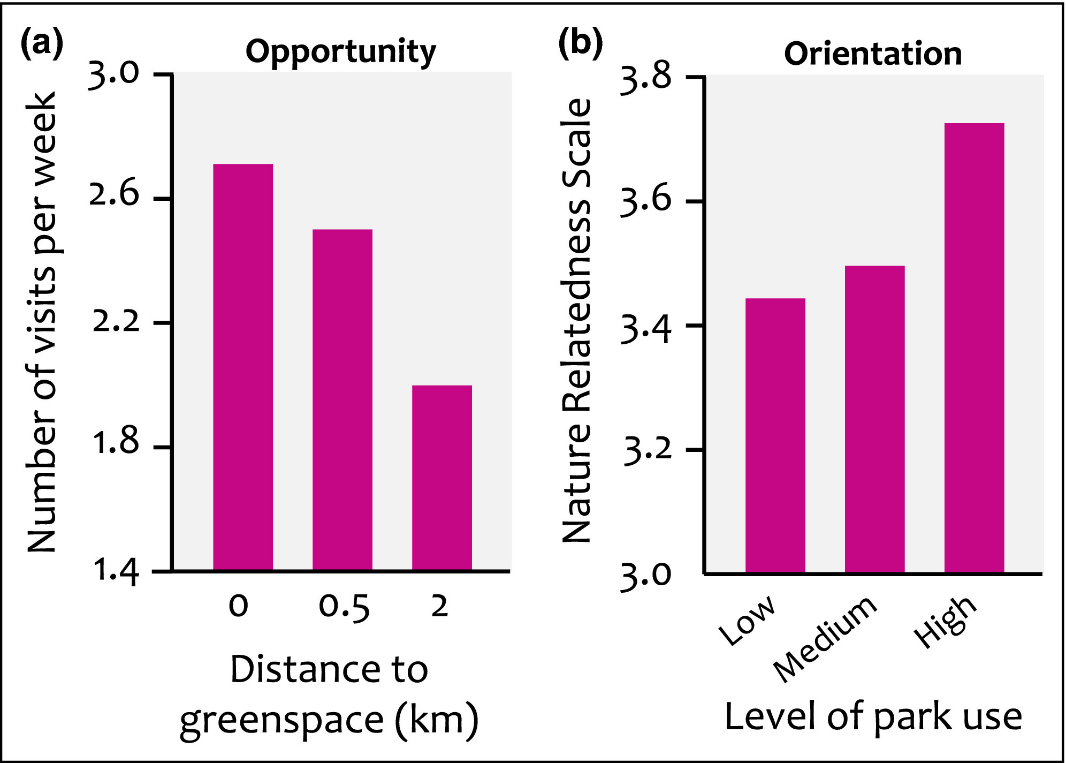 (a)
Opportunity
Number of visits per week
3.0
2.6
2.2
1.8
1.4
0 0.5 2
Distance to
greenspace (km)
(b)
Orientation
Nature Relatedness Scale
3.8
3.6
3.4
3.2
3.0
Low Medium High
Level of park use